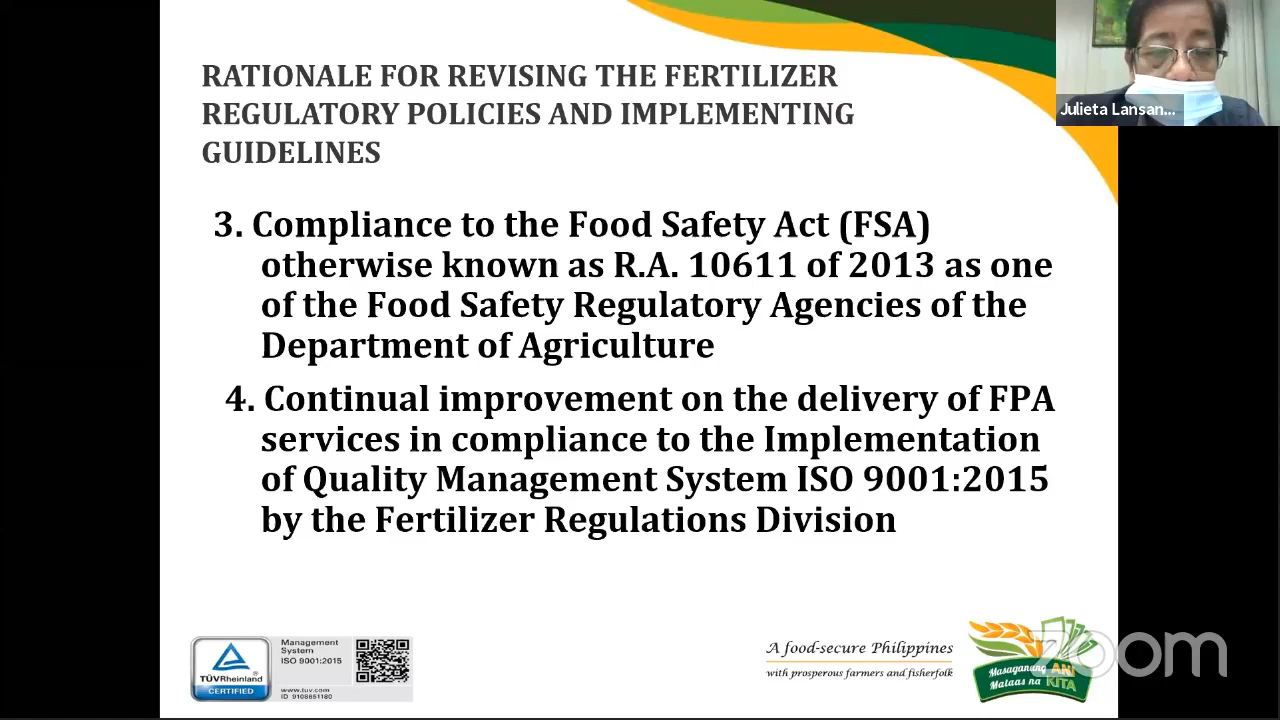 RATIONALE FOR REVISING THE FERTILIZER
REGULATORY POLICIES AND IMPLEMENTING
GUIDELINES
Julieta Lansan...
3. Compliance to the Food Safety Act (FSA)
otherwise known as R.A. 10611 of 2013 as one
of the Food Safety Regulatory Agencies of the
Department of Agriculture
4. Continual improvement on the delivery of FPA
services in compliance to the Implementation
of Quality Management System ISO 9001:2015
by the Fertilizer Regulations Division
TÜVRheinland
CERTIFIED
Management
System
ISO 9001:2015
www.tuv.com
ID 9108651180
A food-secure Philippines
with prosperous farmers and fisherfolk
Masaganang ANI
Mataas na KITA
zoom